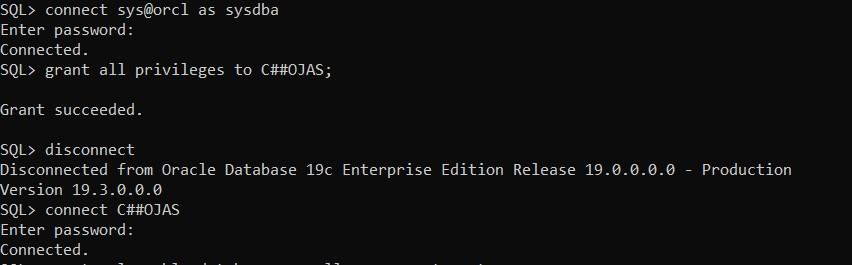 SQL> connect sys@orcl as sysdba
Enter password:
Connected.
SQL> grant all privileges to C##OJAS;
Grant succeeded.
SQL> disconnect
Disconnected from Oracle Database 19c Enterprise Edition Release 19.0.0.0.0 - Production
Version 19.3.0.0.0
SQL> connect C##OJAS
Enter password:
Connected.